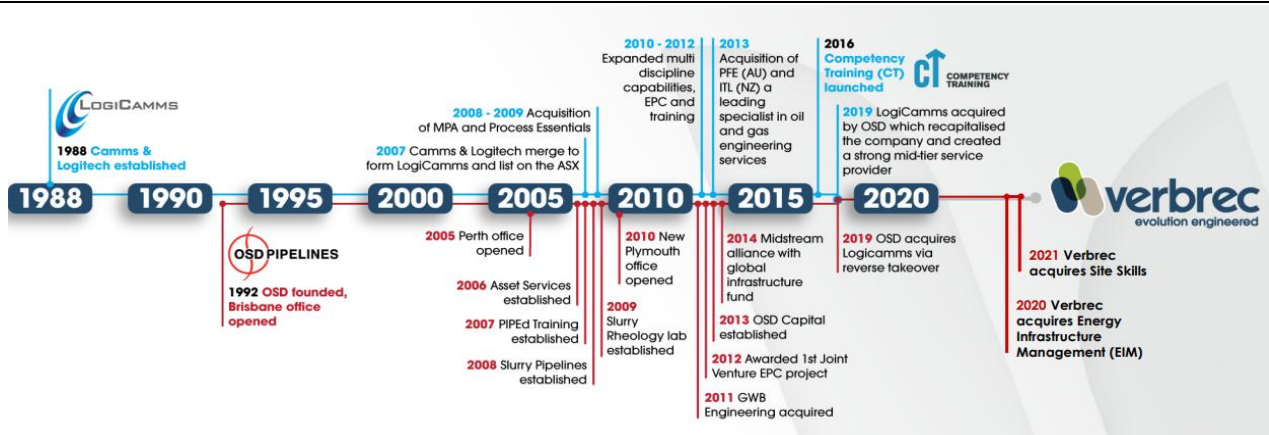 LOGICAMMS
1988 Camms &
Logitech established
2008 - 2009 Acquisition
of MPA and Process Essentials
2007 Camms & Logitech merge to
form LogiCamms and list on the ASX
2010 - 2012
Expanded multi
discipline
capabilities,
EPC and
training
2013
Acquisition of
PFE (AU) and
ITL (NZ) a
leading
specialist in oil
and gas
engineering
services
2016
Competency
Training (CT)
launched
CT COMPETENCY
TRAINING
2019 LogiCamms acquired
by OSD which recapitalised
the company and created
a strong mid-tier service
provider
1988
1990
1995
2000
2005
2010
2015
2020
verbrec
evolution engineered
OSD PIPELINES
1992 OSD founded,
Brisbane office
opened
2005 Perth office
opened
2006 Asset Services
established
2007 PIPEd Training
established
2008 Slurry Pipelines
established
2010 New
Plymouth
office
opened
2009
Slurry
Rheology lab
established
2014 Midstream
alliance with
global
infrastructure
fund
2013 OSD Capital
established
2012 Awarded 1st Joint
Venture EPC project
2011 GWB
Engineering acquired
2019 OSD acquires
Logicamms via
reverse takeover
2021 Verbrec
acquires Site Skills
2020 Verbrec
acquires Energy
Infrastructure
Management (EIM)